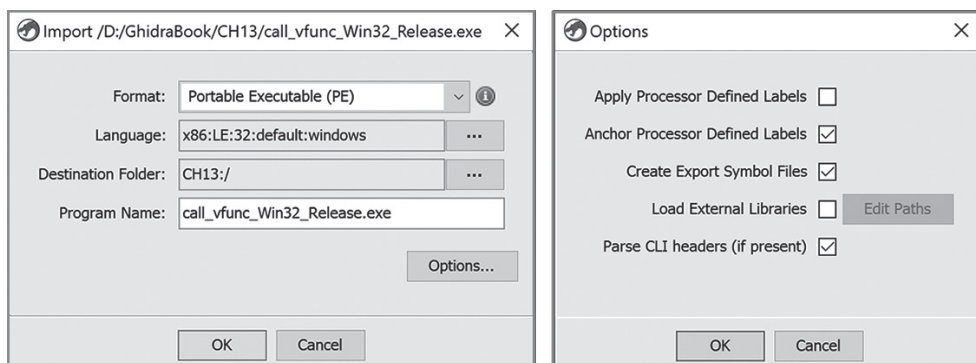 Import /D:/GhidraBook/CH13/call_vfunc_Win32_Release.exe
Format: Portable Executable (PE)
Language: x86:LE:32:default:windows ...
Destination Folder: CH13:/ ...
Program Name: call_vfunc_Win32_Release.exe
Options...
OK Cancel
Options
Apply Processor Defined Labels
Anchor Processor Defined Labels
Create Export Symbol Files
Load External Libraries Edit Paths
Parse CLI headers (if present)
OK Cancel